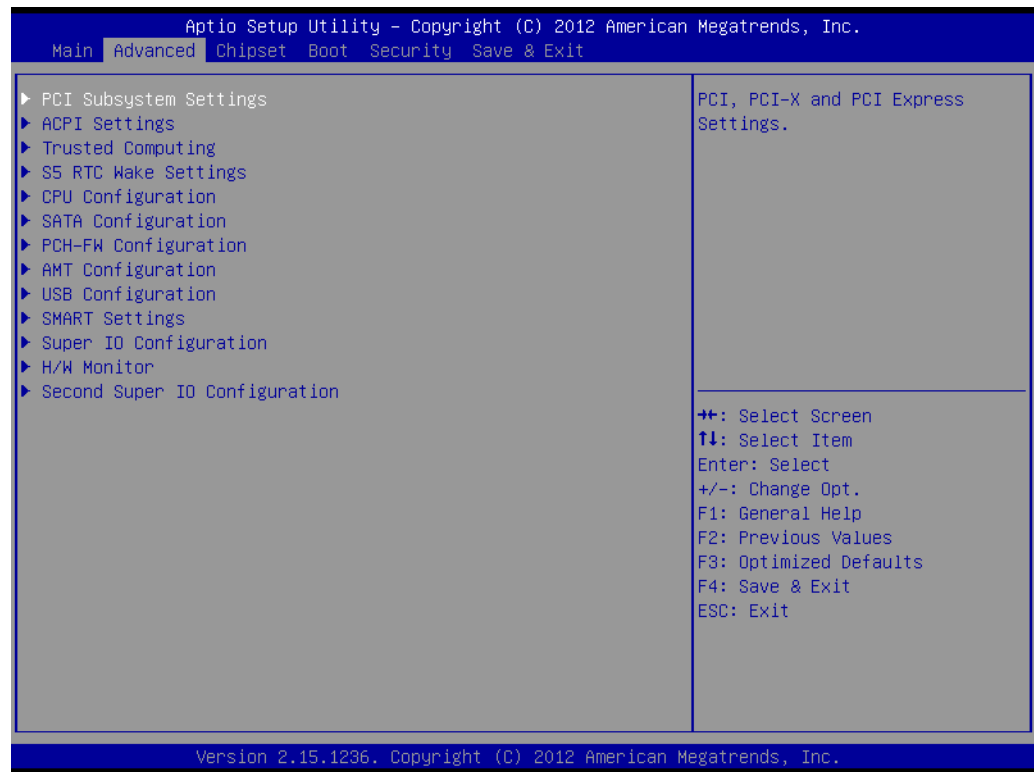 Aptio Setup Utility – Copyright (C) 2012 American Megatrends, Inc.
Main Advanced Chipset Boot Security Save & Exit
▶ PCI Subsystem Settings
▶ ACPI Settings
▶ Trusted Computing
▶ S5 RTC Wake Settings
▶ CPU Configuration
▶ SATA Configuration
▶ PCH-FW Configuration
▶ AMT Configuration
▶ USB Configuration
▶ SMART Settings
▶ Super IO Configuration
▶ H/W Monitor
▶ Second Super IO Configuration
PCI, PCI-X and PCI Express
Settings.
→←: Select Screen
↑↓: Select Item
Enter: Select
+/-: Change Opt.
F1: General Help
F2: Previous Values
F3: Optimized Defaults
F4: Save & Exit
ESC: Exit
Version 2.15.1236. Copyright (C) 2012 American Megatrends, Inc.